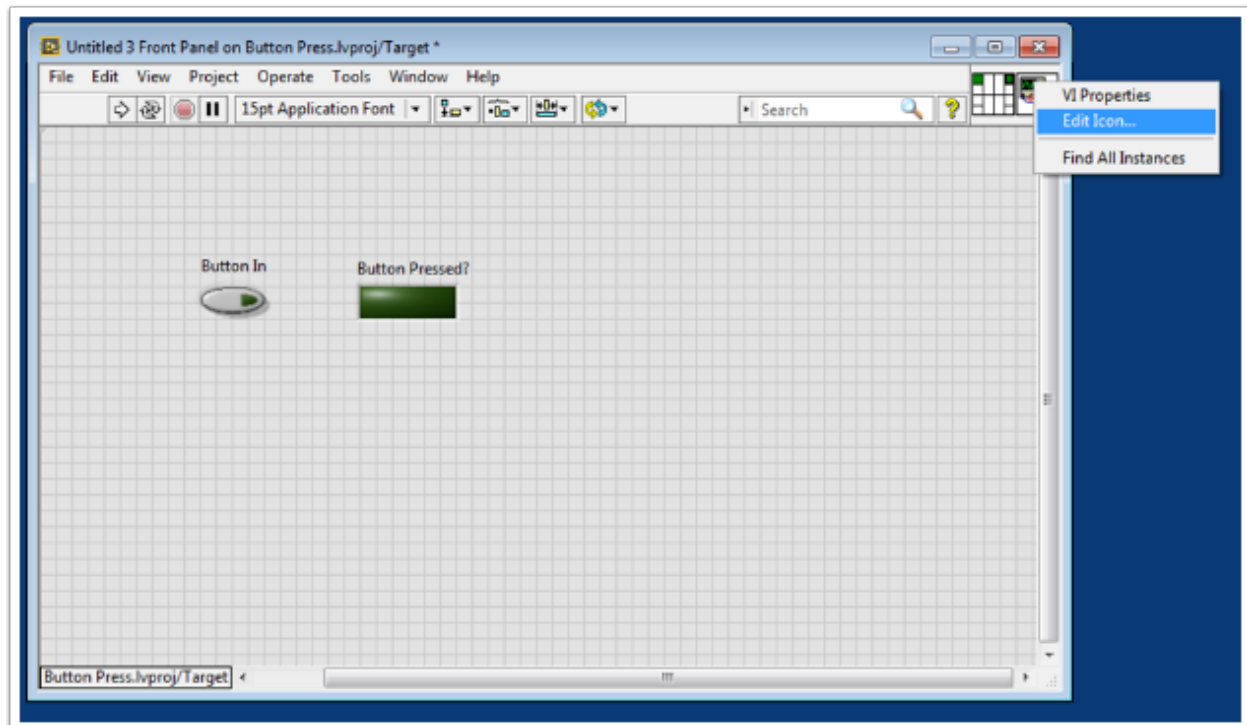 Untitled 3 Front Panel on Button Press.lvproj/Target *
File Edit View Project Operate Tools Window Help
15pt Application Font
Search
?
VI Properties
Edit Icon...
Find All Instances
Button In
Button Pressed?
Button Press.lvproj/Target